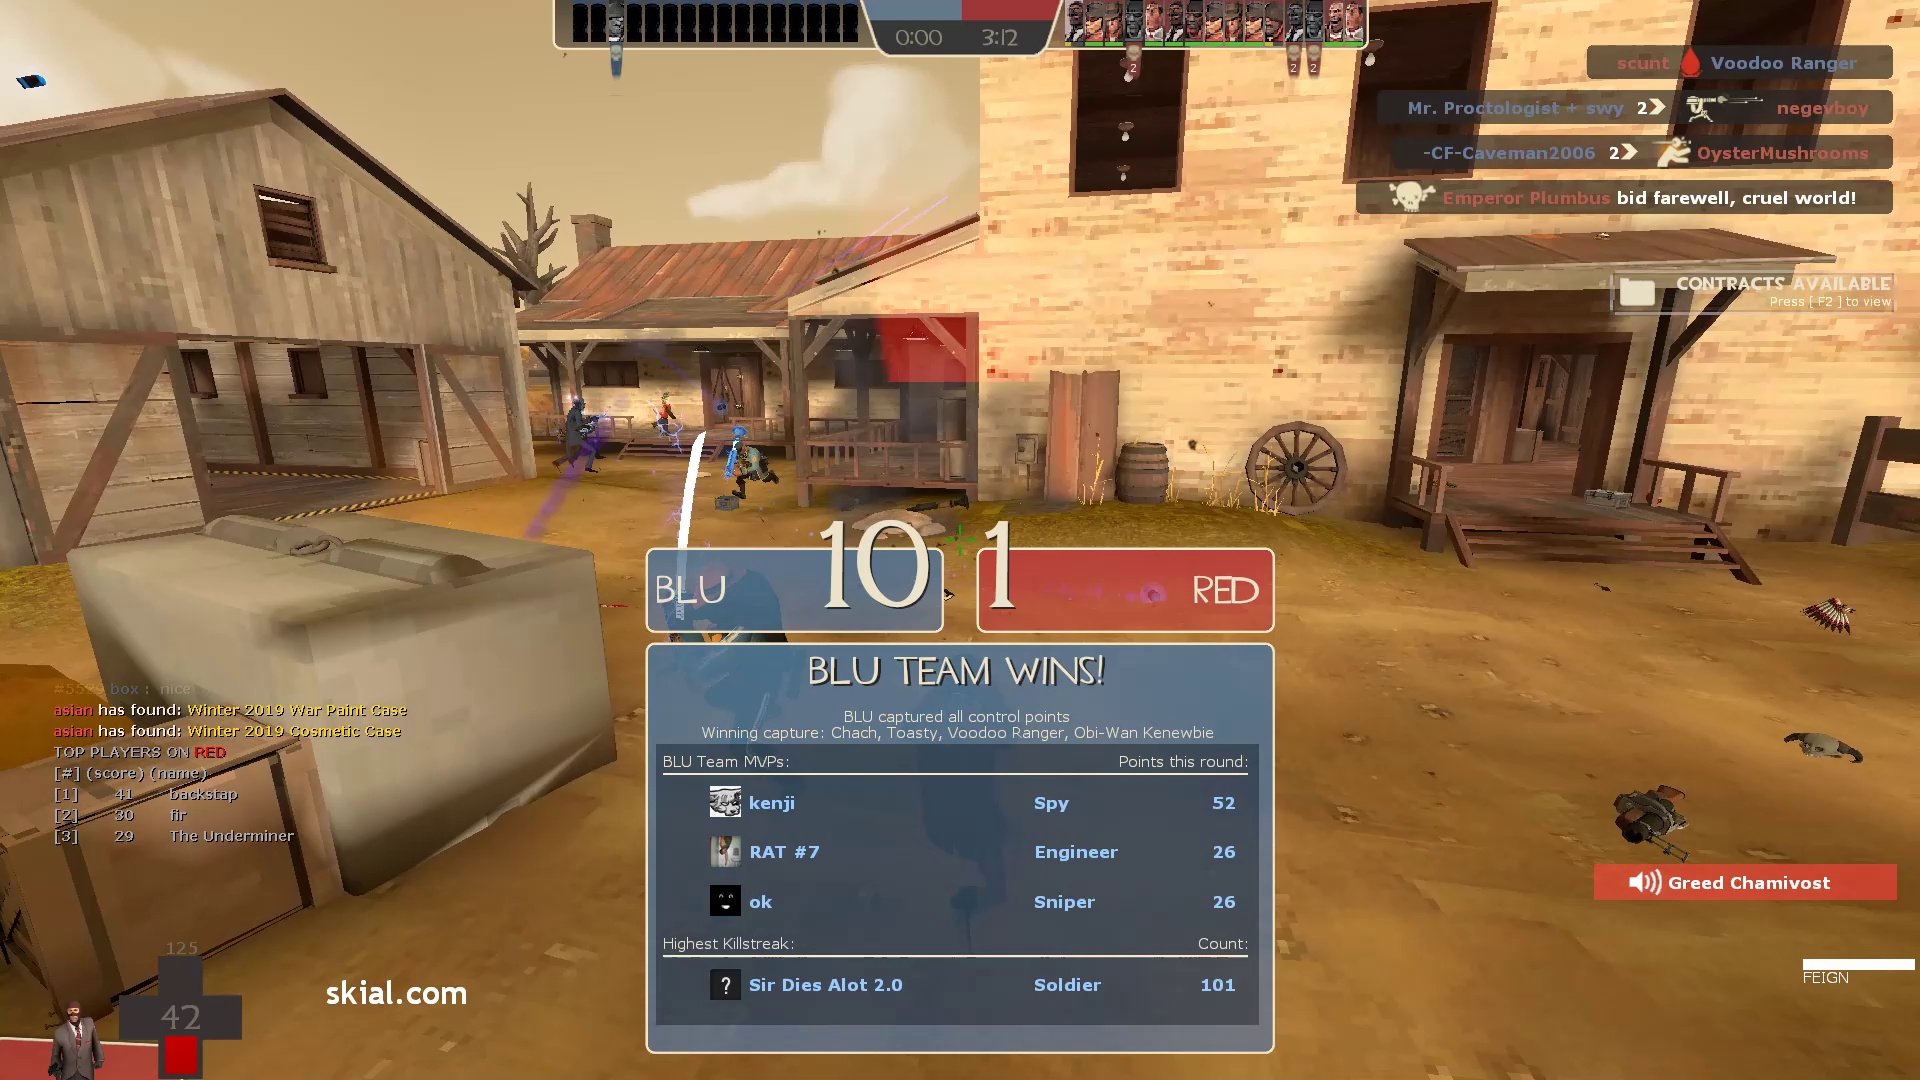 0:00 3:12
2 2 2
scunt Voodoo Ranger
Mr. Proctologist + swy 2 negevboy
-CF-Caveman2006 2 OysterMushrooms
Emperor Plumbus bid farewell, cruel world!
CONTRACTS AVAILABLE
Press [ F2 ] to view
BLU 10 1 RED
BLU TEAM WINS!
BLU captured all control points
Winning capture: Chach, Toasty, Voodoo Ranger, Obi-Wan Kenewbie
BLU Team MVPs: Points this round:
kenji Spy 52
RAT #7 Engineer 26
ok Sniper 26
Highest Killstreak: Count:
? Sir Dies Alot 2.0 Soldier 101
box : nice
asian has found: Winter 2019 War Paint Case
asian has found: Winter 2019 Cosmetic Case
TOP PLAYERS ON RED
[#] (score) (name)
[1] 41 backstap
[2] 30 fir
[3] 29 The Underminer
Greed Chamivost
125
42
skial.com
FEIGN